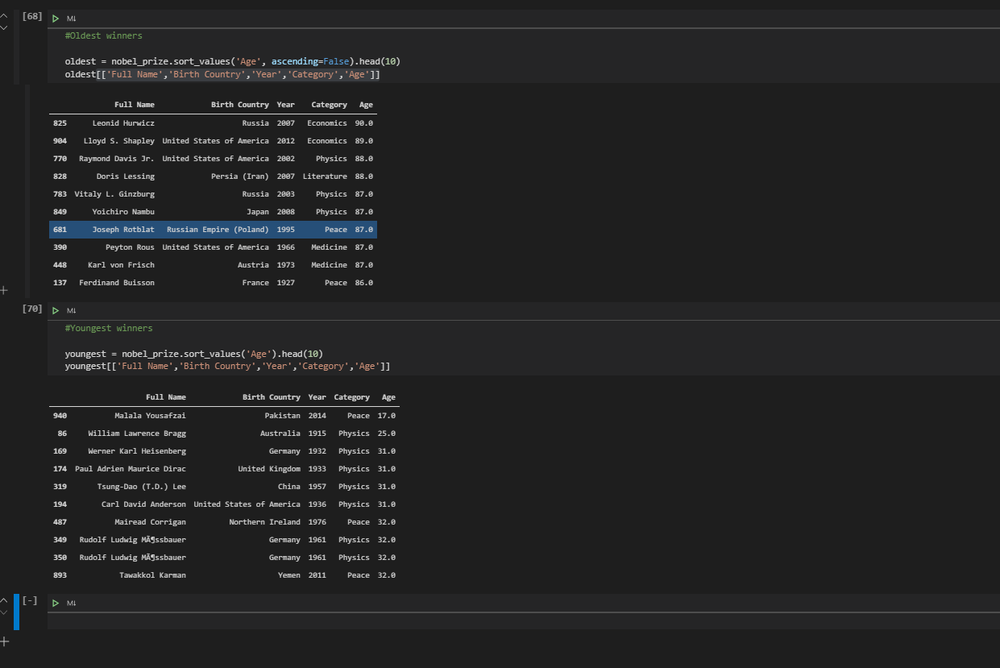 [68] M↓
#Oldest winners
oldest = nobel_prize.sort_values('Age', ascending=False).head(10)
oldest[['Full Name','Birth Country','Year','Category','Age']]
Full Name Birth Country Year Category Age
825 Leonid Hurwicz Russia 2007 Economics 90.0
904 Lloyd S. Shapley United States of America 2012 Economics 89.0
770 Raymond Davis Jr. United States of America 2002 Physics 88.0
828 Doris Lessing Persia (Iran) 2007 Literature 88.0
783 Vitaly L. Ginzburg Russia 2003 Physics 87.0
849 Yoichiro Nambu Japan 2008 Physics 87.0
681 Joseph Rotblat Russian Empire (Poland) 1995 Peace 87.0
390 Peyton Rous United States of America 1966 Medicine 87.0
448 Karl von Frisch Austria 1973 Medicine 87.0
137 Ferdinand Buisson France 1927 Peace 86.0
[70] M↓
#Youngest winners
youngest = nobel_prize.sort_values('Age').head(10)
youngest[['Full Name','Birth Country','Year','Category','Age']]
Full Name Birth Country Year Category Age
940 Malala Yousafzai Pakistan 2014 Peace 17.0
86 William Lawrence Bragg Australia 1915 Physics 25.0
169 Werner Karl Heisenberg Germany 1932 Physics 31.0
174 Paul Adrien Maurice Dirac United Kingdom 1933 Physics 31.0
319 Tsung-Dao (T.D.) Lee China 1957 Physics 31.0
194 Carl David Anderson United States of America 1936 Physics 31.0
487 Mairead Corrigan Northern Ireland 1976 Peace 32.0
349 Rudolf Ludwig MÃ¶ssbauer Germany 1961 Physics 32.0
350 Rudolf Ludwig MÃ¶ssbauer Germany 1961 Physics 32.0
893 Tawakkol Karman Yemen 2011 Peace 32.0
[-] M↓